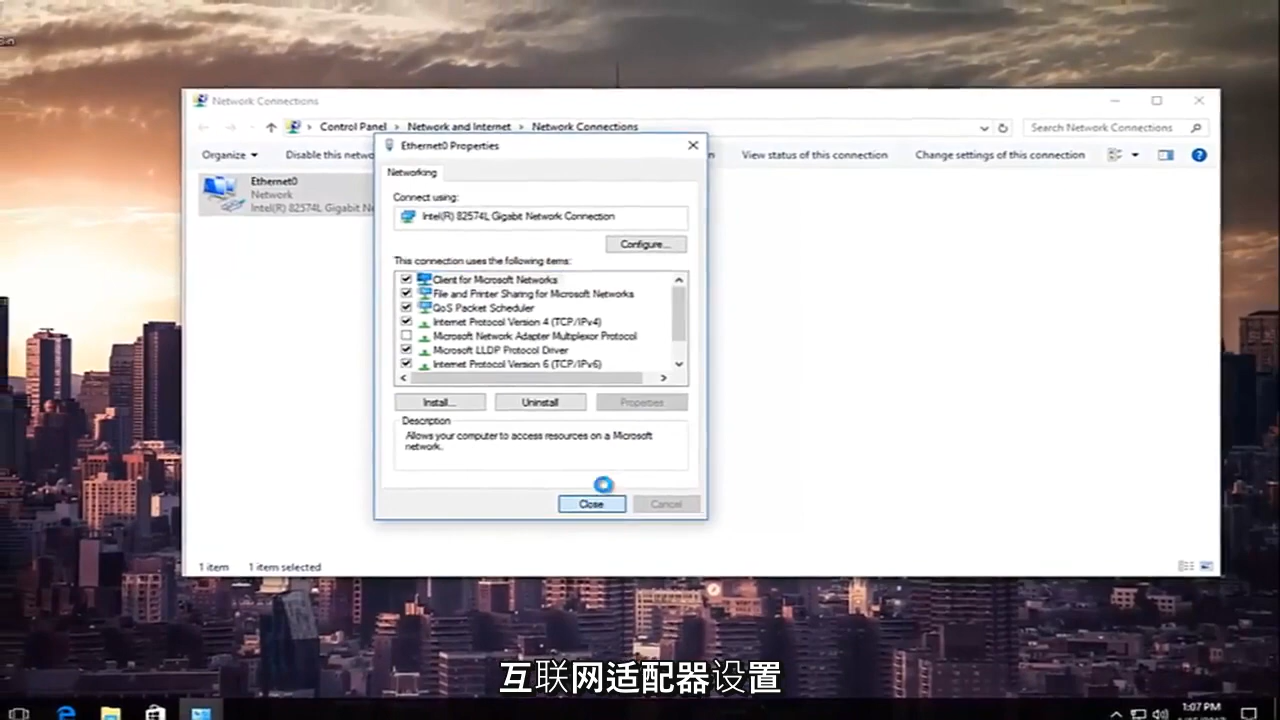 Network Connections
Control Panel > Network and Internet > Network Connections
Search Network Connections
Organize
Disable this netwo
View status of this connection
Change settings of this connection
Ethernet0
Network
Intel(R) 82574L Gigabit Ne
Ethernet0 Properties
Networking
Connect using:
Intel(R) 82574L Gigabit Network Connection
Configure...
This connection uses the following items:
Client for Microsoft Networks
File and Printer Sharing for Microsoft Networks
QoS Packet Scheduler
Internet Protocol Version 4 (TCP/IPv4)
Microsoft Network Adapter Multiplexor Protocol
Microsoft LLDP Protocol Driver
Internet Protocol Version 6 (TCP/IPv6)
Install...
Uninstall
Properties
Description
Allows your computer to access resources on a Microsoft
network.
Close
Cancel
1 item
1 item selected
互联网适配器设置
1:07 PM